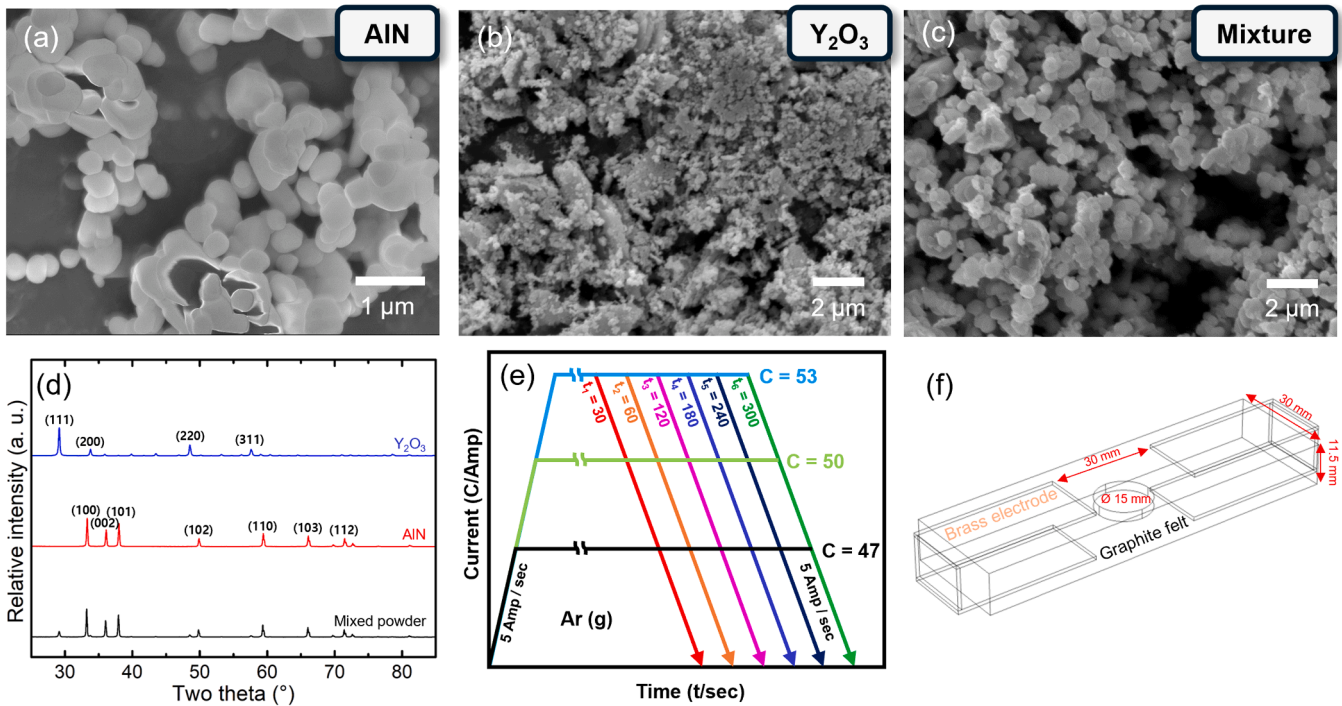 (a)
AlN
1 µm
(b)
Y₂O₃
2 µm
(c)
Mixture
2 µm
(d)
Relative intensity (a. u.)
(111)
(200)
(220)
(311)
Y₂O₃
(100)
(002)
(101)
(102)
(110)
(103)
(112)
AlN
Mixed powder
30 40 50 60 70 80
Two theta (°)
(e)
Current (C/Amp)
C = 53
t₁ = 30
t₂ = 60
t₃ = 120
t₄ = 180
t₅ = 240
t₆ = 300
C = 50
C = 47
5 Amp / sec
Ar (g)
5 Amp / sec
Time (t/sec)
(f)
30 mm
11.5 mm
30 mm
Ø 15 mm
Brass electrode
Graphite felt